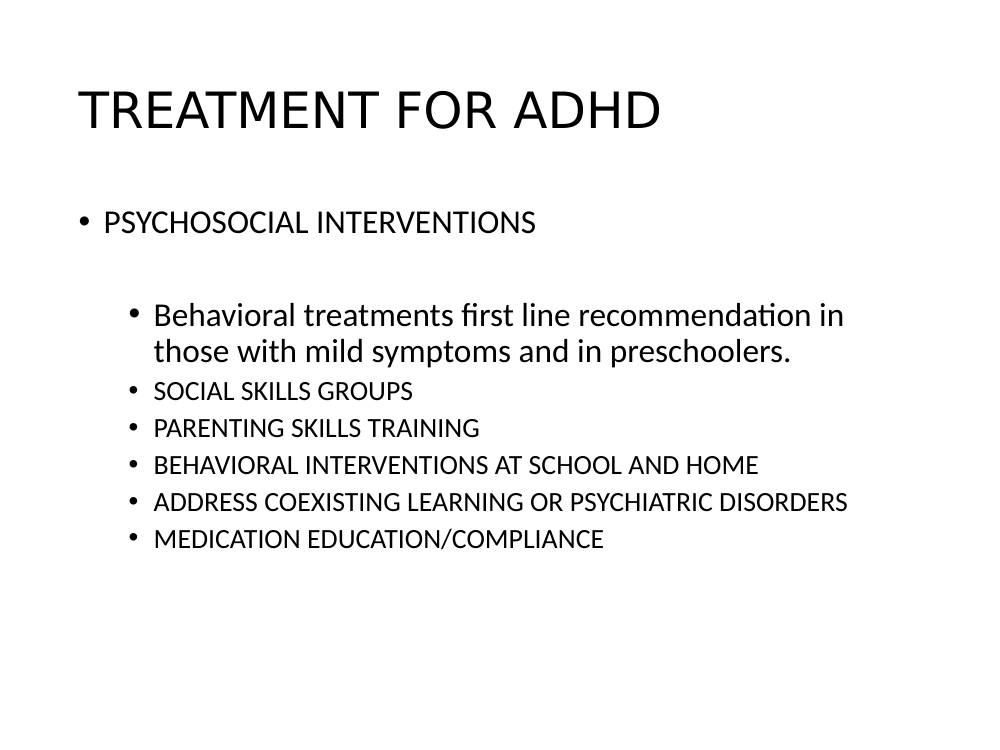 TREATMENT FOR ADHD
• PSYCHOSOCIAL INTERVENTIONS
• Behavioral treatments first line recommendation in
those with mild symptoms and in preschoolers.
• SOCIAL SKILLS GROUPS
• PARENTING SKILLS TRAINING
• BEHAVIORAL INTERVENTIONS AT SCHOOL AND HOME
• ADDRESS COEXISTING LEARNING OR PSYCHIATRIC DISORDERS
• MEDICATION EDUCATION/COMPLIANCE